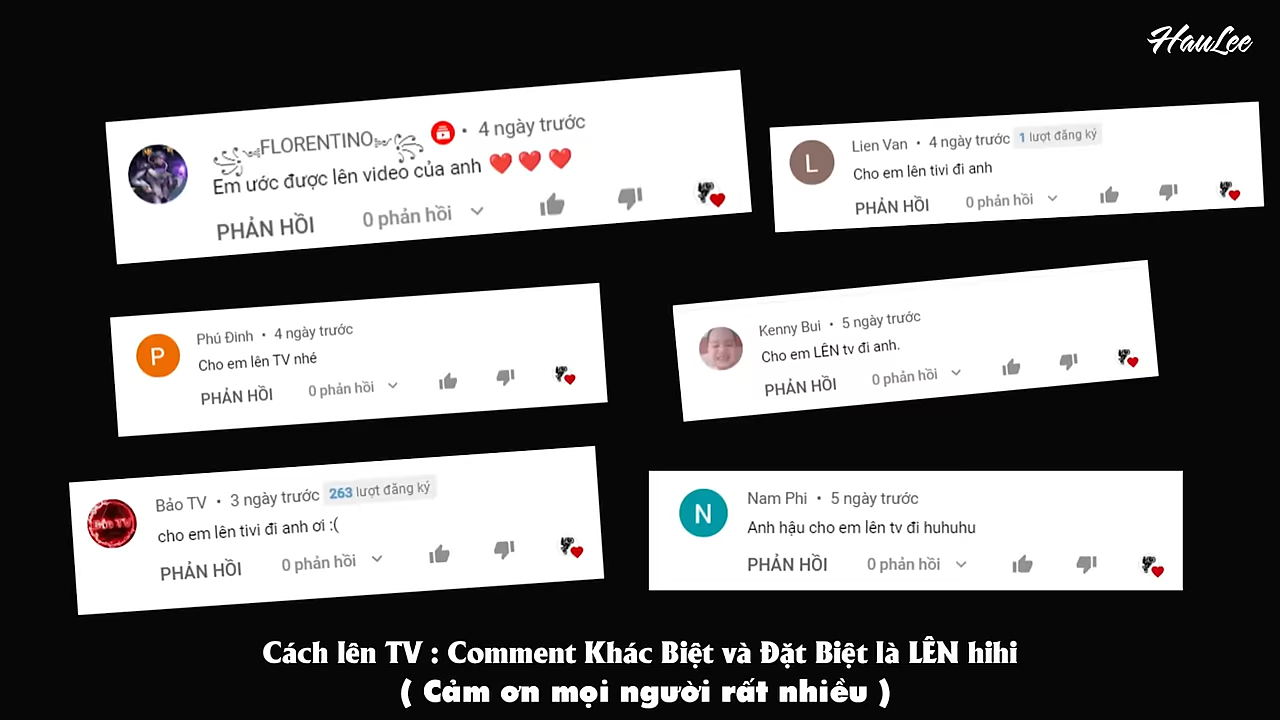 HauLee
FLORENTINO • 4 ngày trước
Em ước được lên video của anh ❤️ ❤️ ❤️
PHẢN HỒI 0 phản hồi
L
Lien Van • 4 ngày trước 1 lượt đăng ký
Cho em lên tivi đi anh
PHẢN HỒI 0 phản hồi
P
Phú Đinh • 4 ngày trước
Cho em lên TV nhé
PHẢN HỒI 0 phản hồi
Kenny Bui • 5 ngày trước
Cho em LÊN tv đi anh.
PHẢN HỒI 0 phản hồi
BẢO TV
Bảo TV • 3 ngày trước 263 lượt đăng ký
cho em lên tivi đi anh ơi :(
PHẢN HỒI 0 phản hồi
N
Nam Phi • 5 ngày trước
Anh hậu cho em lên tv đi huhuhu
PHẢN HỒI 0 phản hồi
Cách lên TV : Comment Khác Biệt và Đặt Biệt là LÊN hihi
( Cảm ơn mọi người rất nhiều )